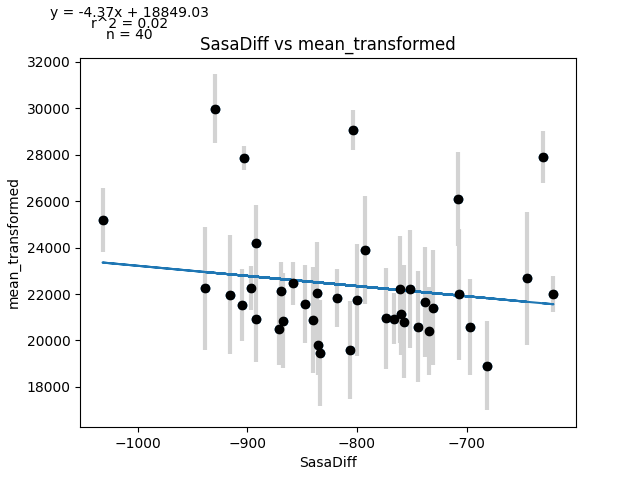 y = -4.37x + 18849.03
r^2 = 0.02
n = 40
SasaDiff vs mean_transformed
32000
30000
28000
26000
24000
22000
20000
18000
mean_transformed
−1000
−900
−800
−700
SasaDiff